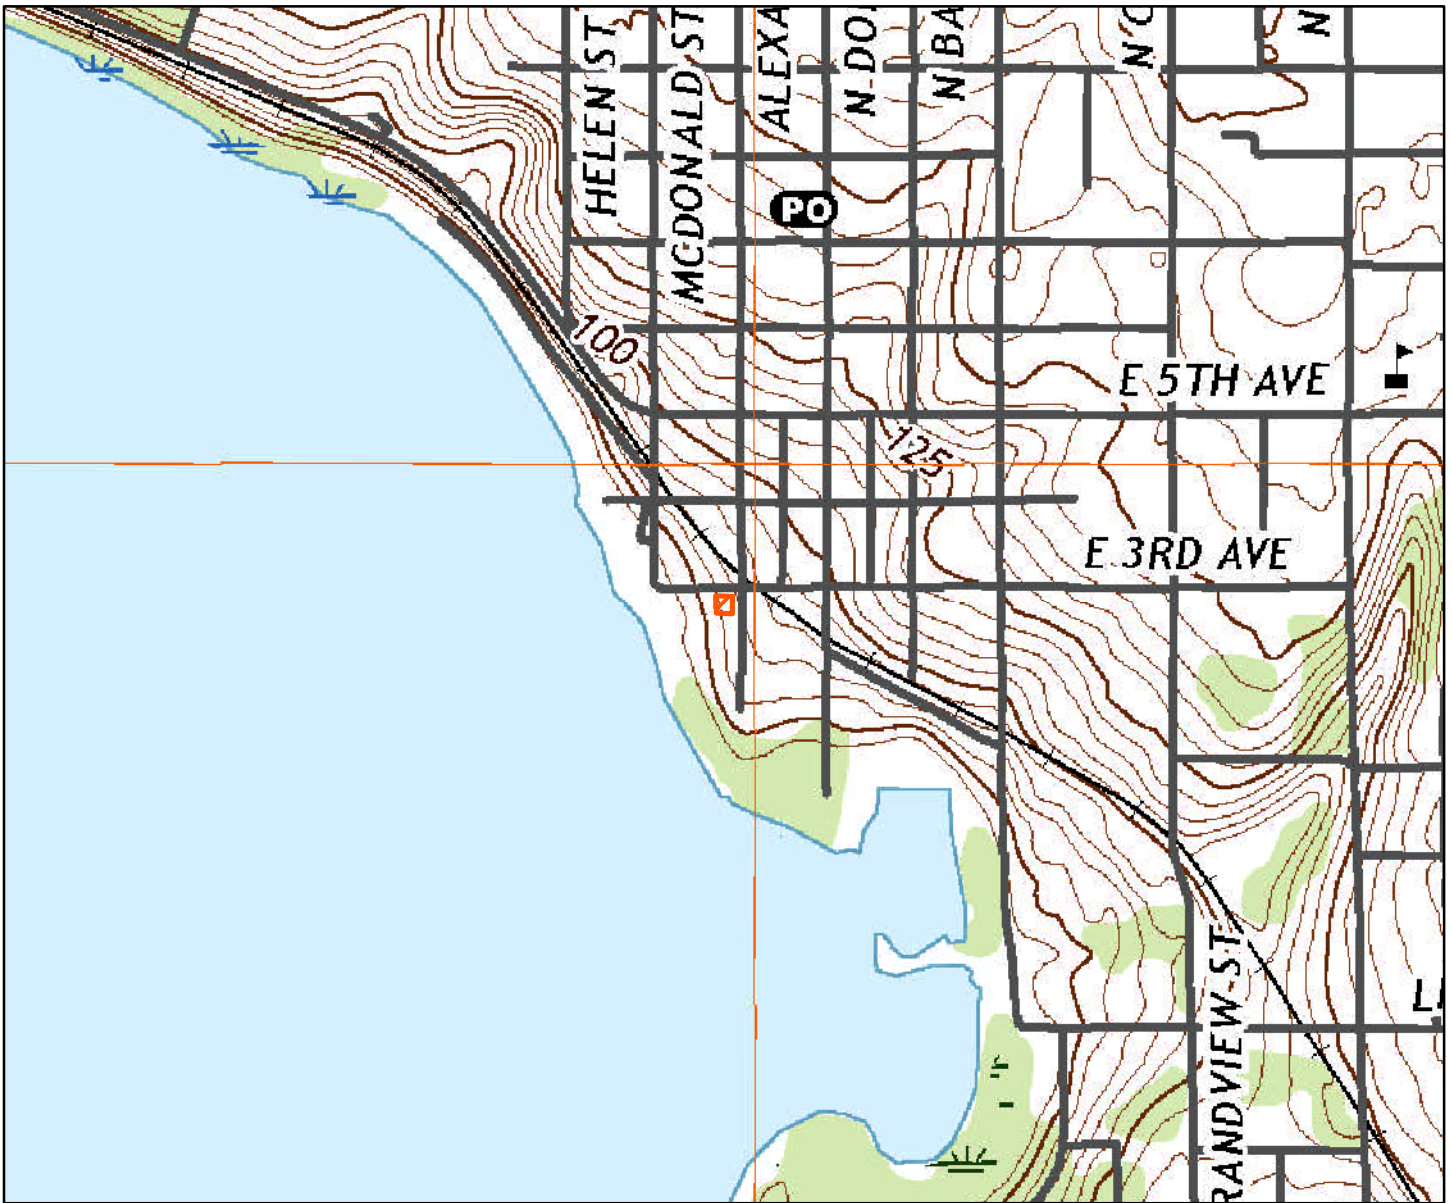 HELEN ST
MCDONALD ST
ALEXA
N DO
N BA
N C
N
PO
100
E 5TH AVE
125
E 3RD AVE
RANDVIEW ST